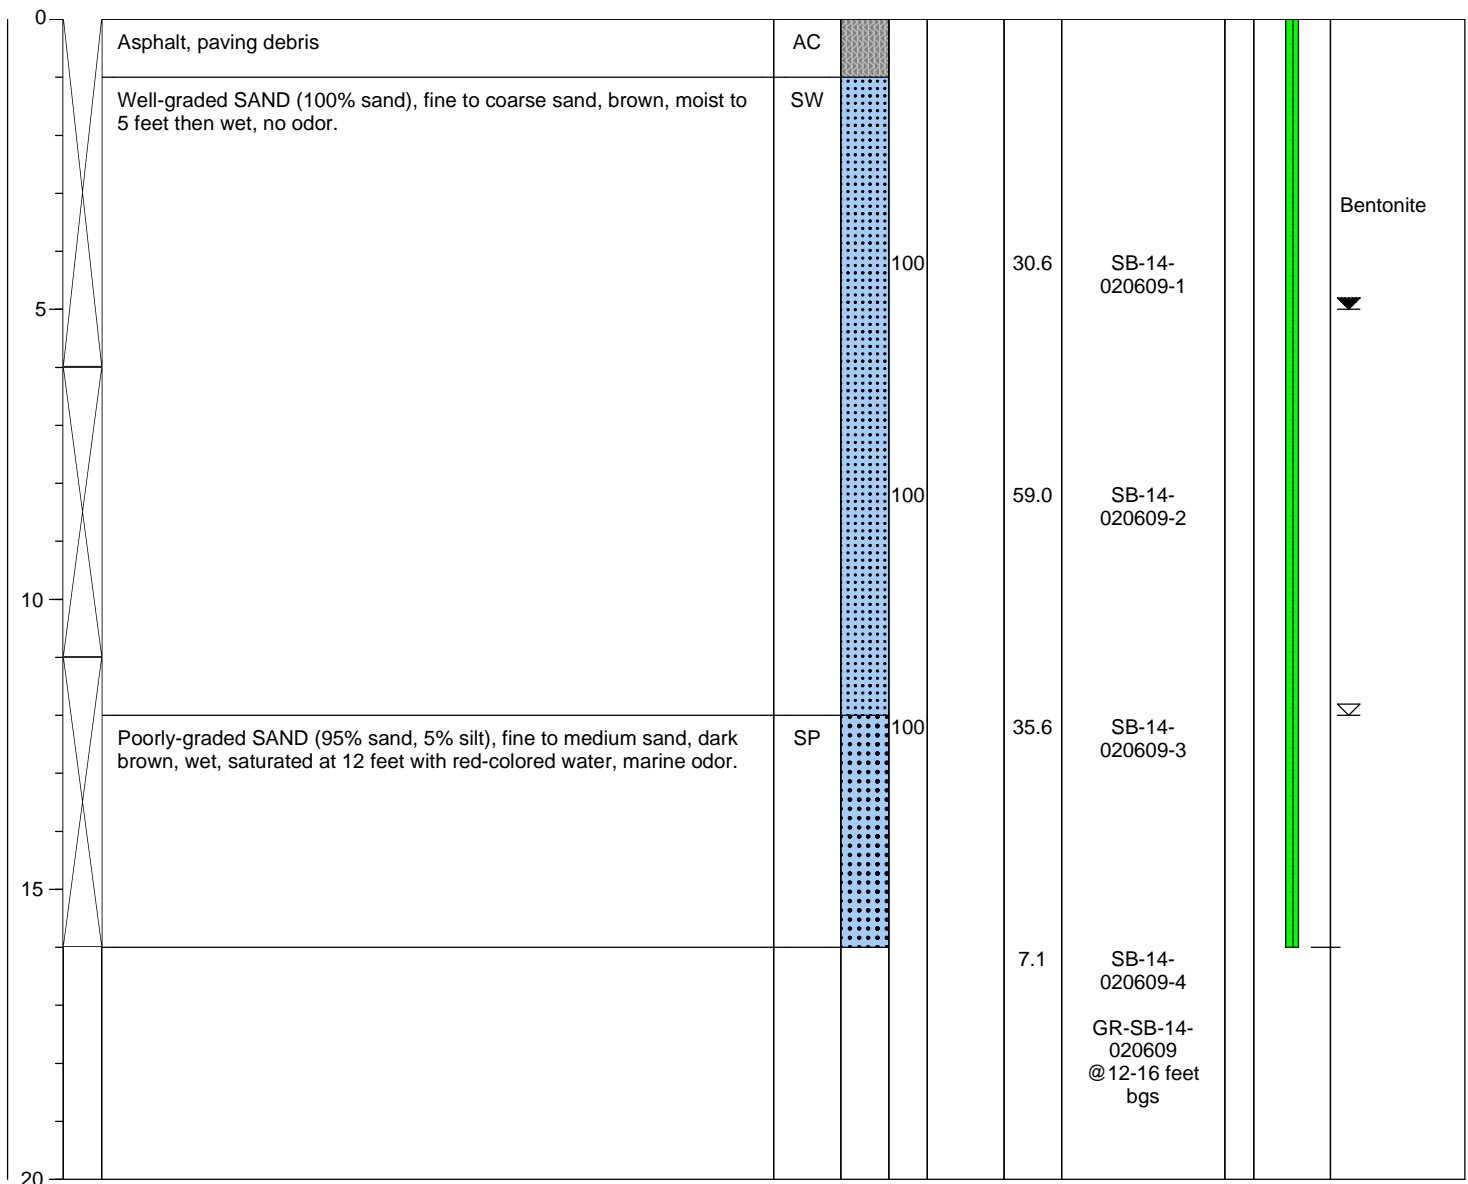 0
Asphalt, paving debris
AC
Well-graded SAND (100% sand), fine to coarse sand, brown, moist to
5 feet then wet, no odor.
SW
Bentonite
100
30.6
SB-14-
020609-1
5
100
59.0
SB-14-
020609-2
10
Poorly-graded SAND (95% sand, 5% silt), fine to medium sand, dark
brown, wet, saturated at 12 feet with red-colored water, marine odor.
SP
100
35.6
SB-14-
020609-3
15
7.1
SB-14-
020609-4
GR-SB-14-
020609
@12-16 feet
bgs
20